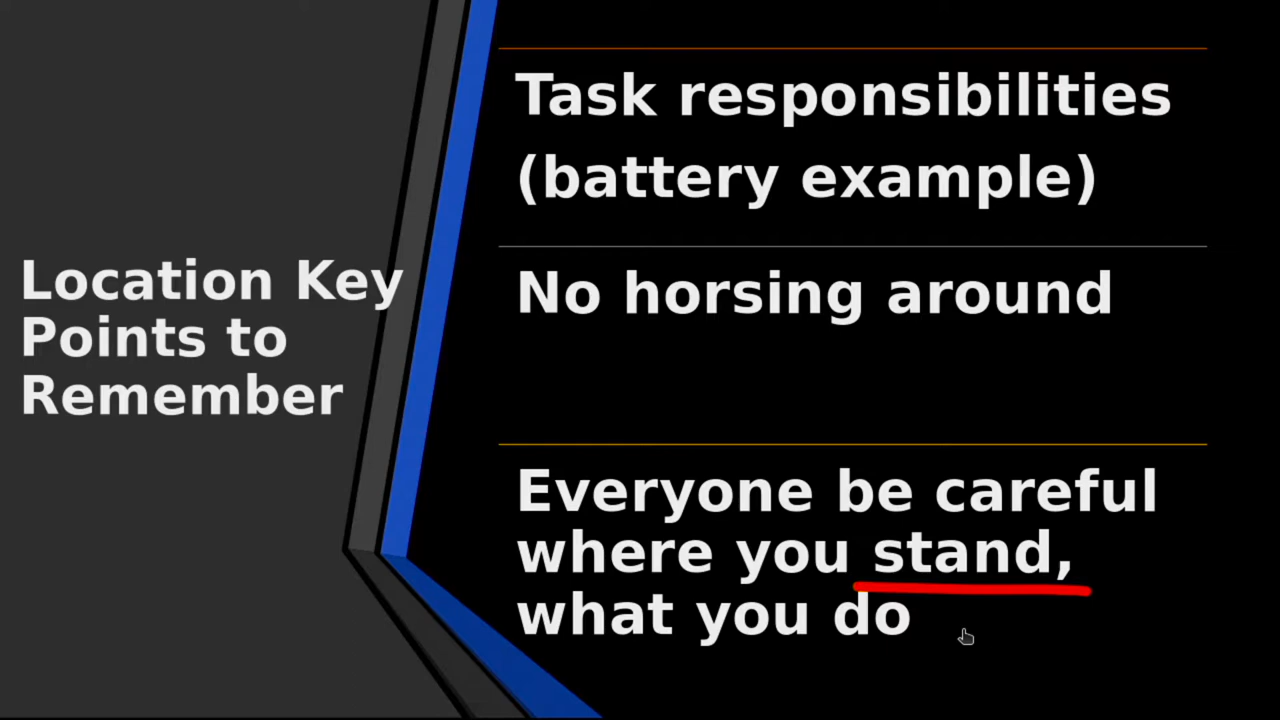 Location Key
Points to
Remember
Task responsibilities
(battery example)
No horsing around
Everyone be careful
where you stand,
what you do